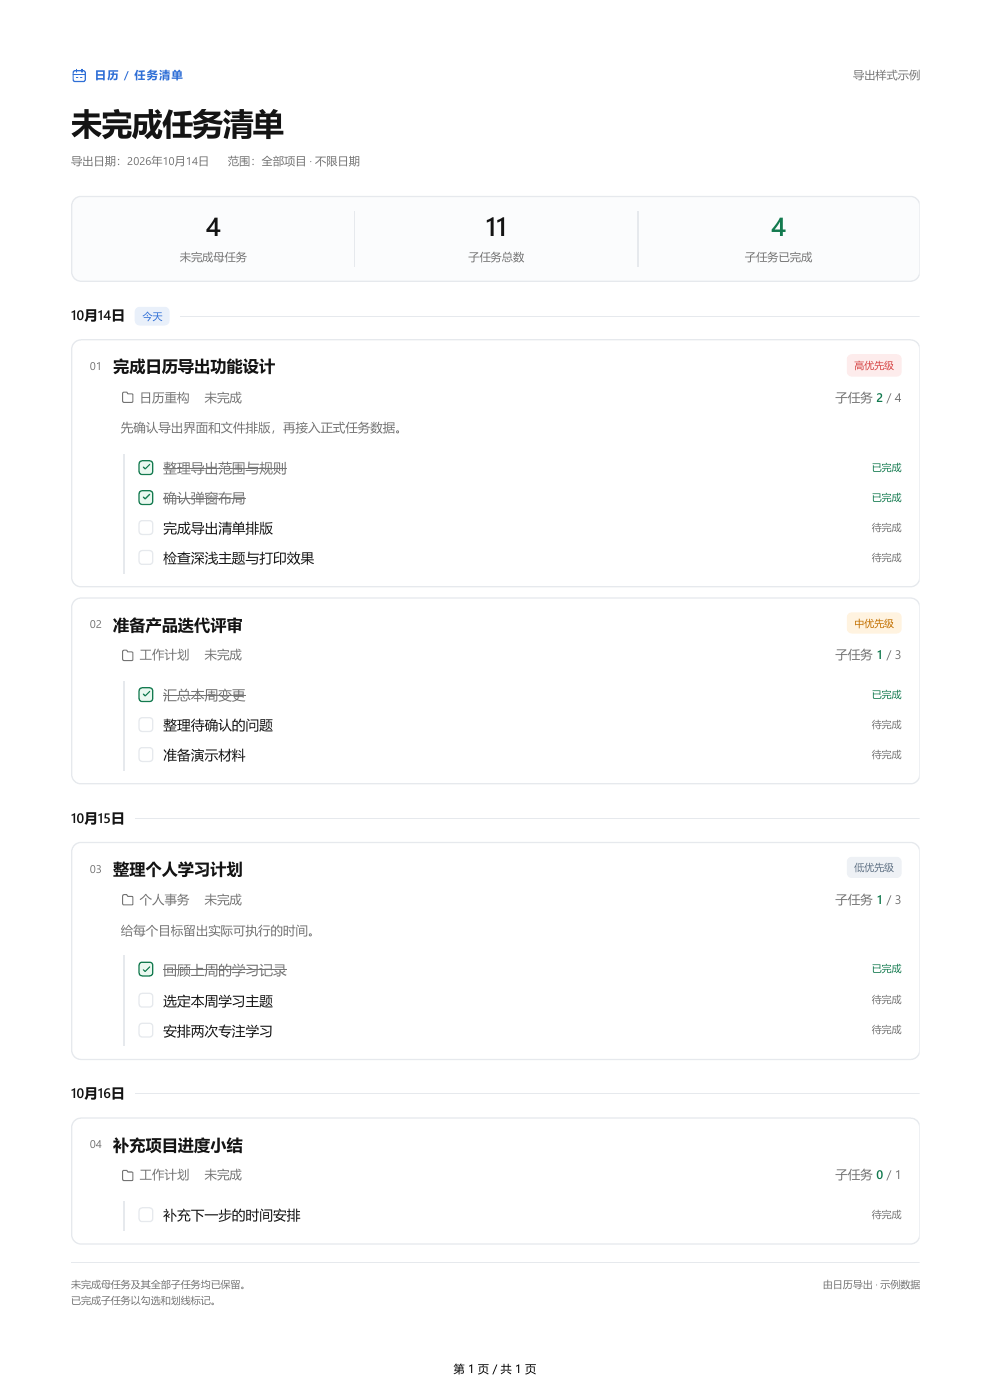 日历 / 任务清单
导出样式示例
未完成任务清单
导出日期：2026年10月14日 范围：全部项目 · 不限日期
4 11 4
未完成母任务 子任务总数 子任务已完成
10月14日 今天
01 完成日历导出功能设计 高优先级
日历重构 未完成 子任务 2 / 4
先确认导出界面和文件排版，再接入正式任务数据。
整理导出范围与规则 已完成
确认弹窗布局 已完成
完成导出清单排版 待完成
检查深浅主题与打印效果 待完成
02 准备产品迭代评审 中优先级
工作计划 未完成 子任务 1 / 3
汇总本周变更 已完成
整理待确认的问题 待完成
准备演示材料 待完成
10月15日
03 整理个人学习计划 低优先级
个人事务 未完成 子任务 1 / 3
给每个目标留出实际可执行的时间。
回顾上周的学习记录 已完成
选定本周学习主题 待完成
安排两次专注学习 待完成
10月16日
04 补充项目进度小结
工作计划 未完成 子任务 0 / 1
补充下一步的时间安排 待完成
未完成母任务及其全部子任务均已保留。 由日历导出 · 示例数据
已完成子任务以勾选和划线标记。
第 1 页 / 共 1 页